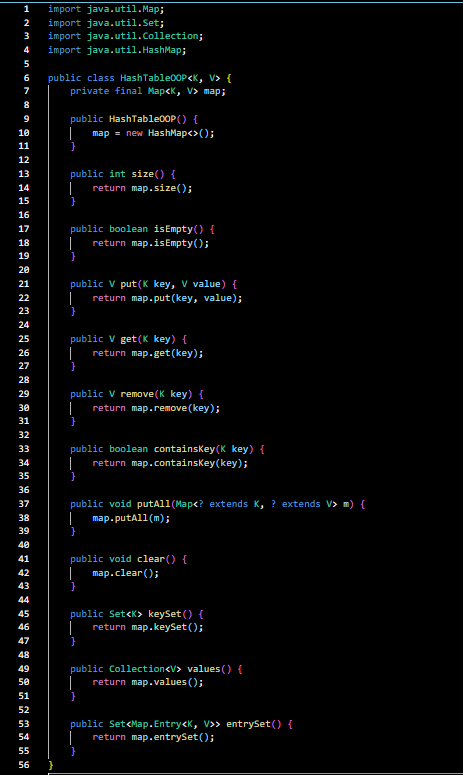 1 import java.util.Map;
2 import java.util.Set;
3 import java.util.Collection;
4 import java.util.HashMap;
5
6 public class HashTableOOP<K, V> {
7     private final Map<K, V> map;
8
9     public HashTableOOP() {
10         map = new HashMap<>();
11     }
12
13     public int size() {
14         return map.size();
15     }
16
17     public boolean isEmpty() {
18         return map.isEmpty();
19     }
20
21     public V put(K key, V value) {
22         return map.put(key, value);
23     }
24
25     public V get(K key) {
26         return map.get(key);
27     }
28
29     public V remove(K key) {
30         return map.remove(key);
31     }
32
33     public boolean containsKey(K key) {
34         return map.containsKey(key);
35     }
36
37     public void putAll(Map<? extends K, ? extends V> m) {
38         map.putAll(m);
39     }
40
41     public void clear() {
42         map.clear();
43     }
44
45     public Set<K> keySet() {
46         return map.keySet();
47     }
48
49     public Collection<V> values() {
50         return map.values();
51     }
52
53     public Set<Map.Entry<K, V>> entrySet() {
54         return map.entrySet();
55     }
56 }